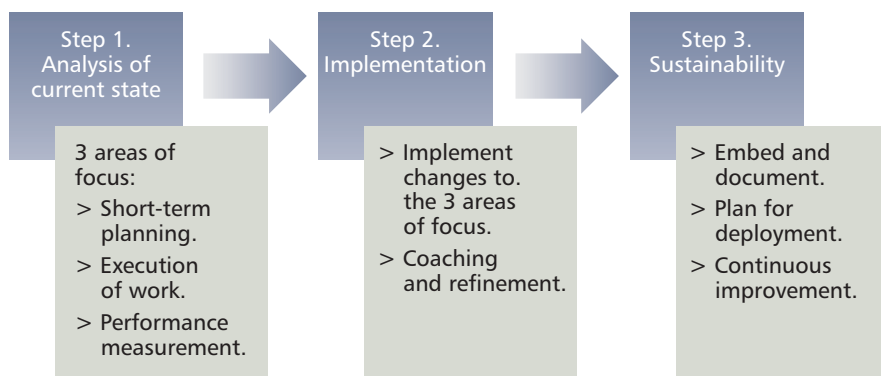 Step 1.
Analysis of
current state
3 areas of
focus:
> Short-term
planning.
> Execution
of work.
> Performance
measurement.
Step 2.
Implementation
> Implement
changes to.
the 3 areas
of focus.
> Coaching
and refinement.
Step 3.
Sustainability
> Embed and
document.
> Plan for
deployment.
> Continuous
improvement.